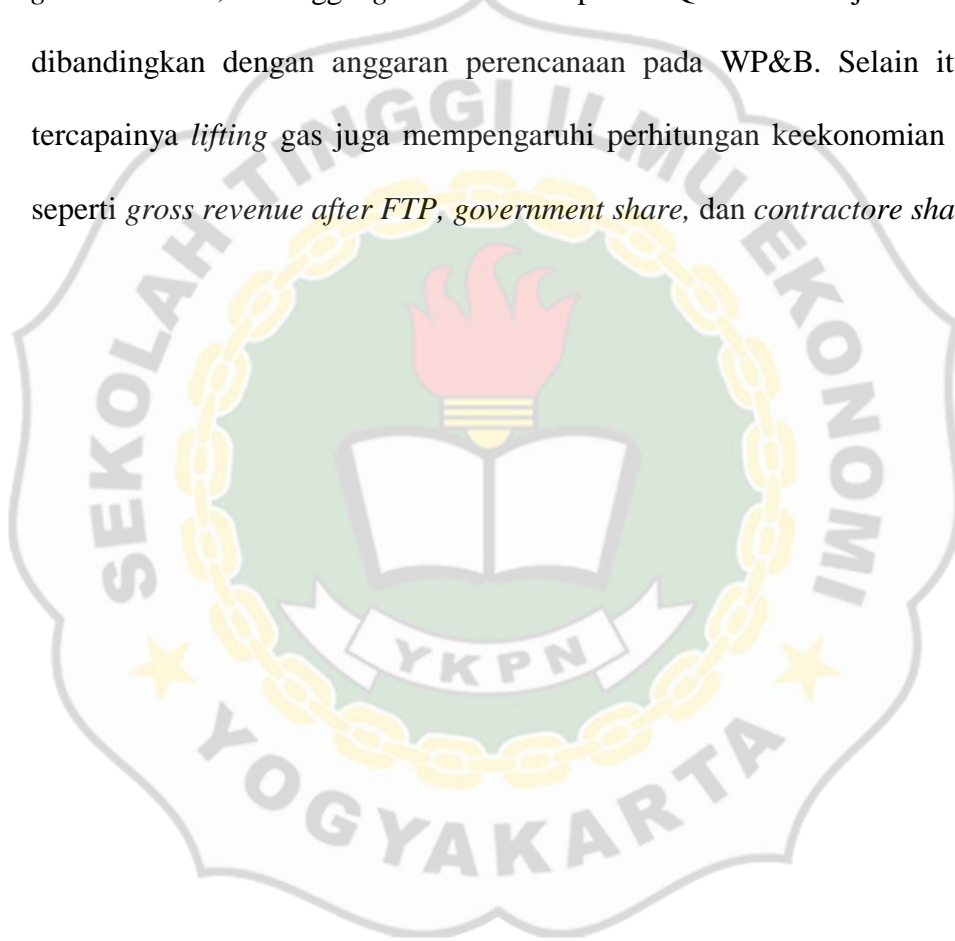 dibandingkan dengan anggaran perencanaan pada WP&B. Selain it
tercapainya lifting gas juga mempengaruhi perhitungan keekonomian
seperti gross revenue after FTP, government share, dan contractore sha
SEKOLAH TINGGI ILMU EKONOMI
YKPN
YOGYAKARTA